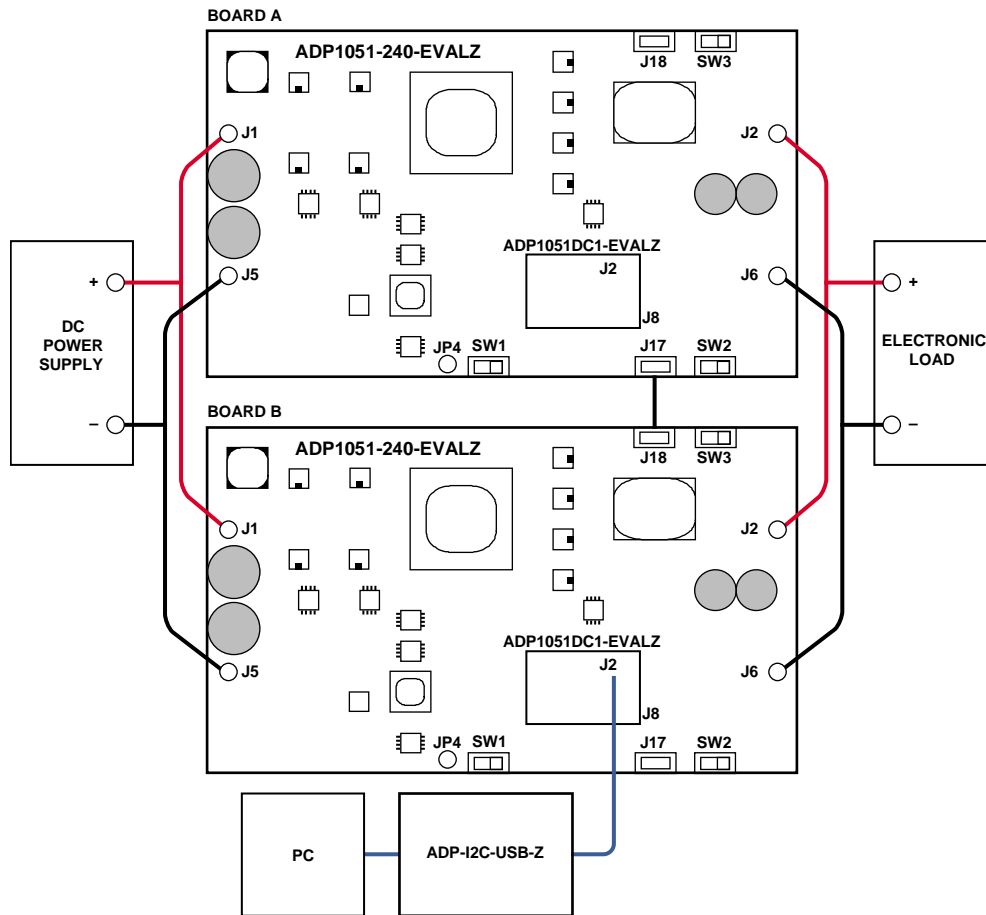 BOARD A
ADP1051-240-EVALZ
J18
SW3
J1
J2
ADP1051DC1-EVALZ
J2
J5
J6
J8
JP4
SW1
J17
SW2
+
DC
POWER
SUPPLY
–
+
ELECTRONIC
LOAD
–
BOARD B
ADP1051-240-EVALZ
J18
SW3
J1
J2
ADP1051DC1-EVALZ
J2
J5
J6
J8
JP4
SW1
J17
SW2
PC
ADP-I2C-USB-Z